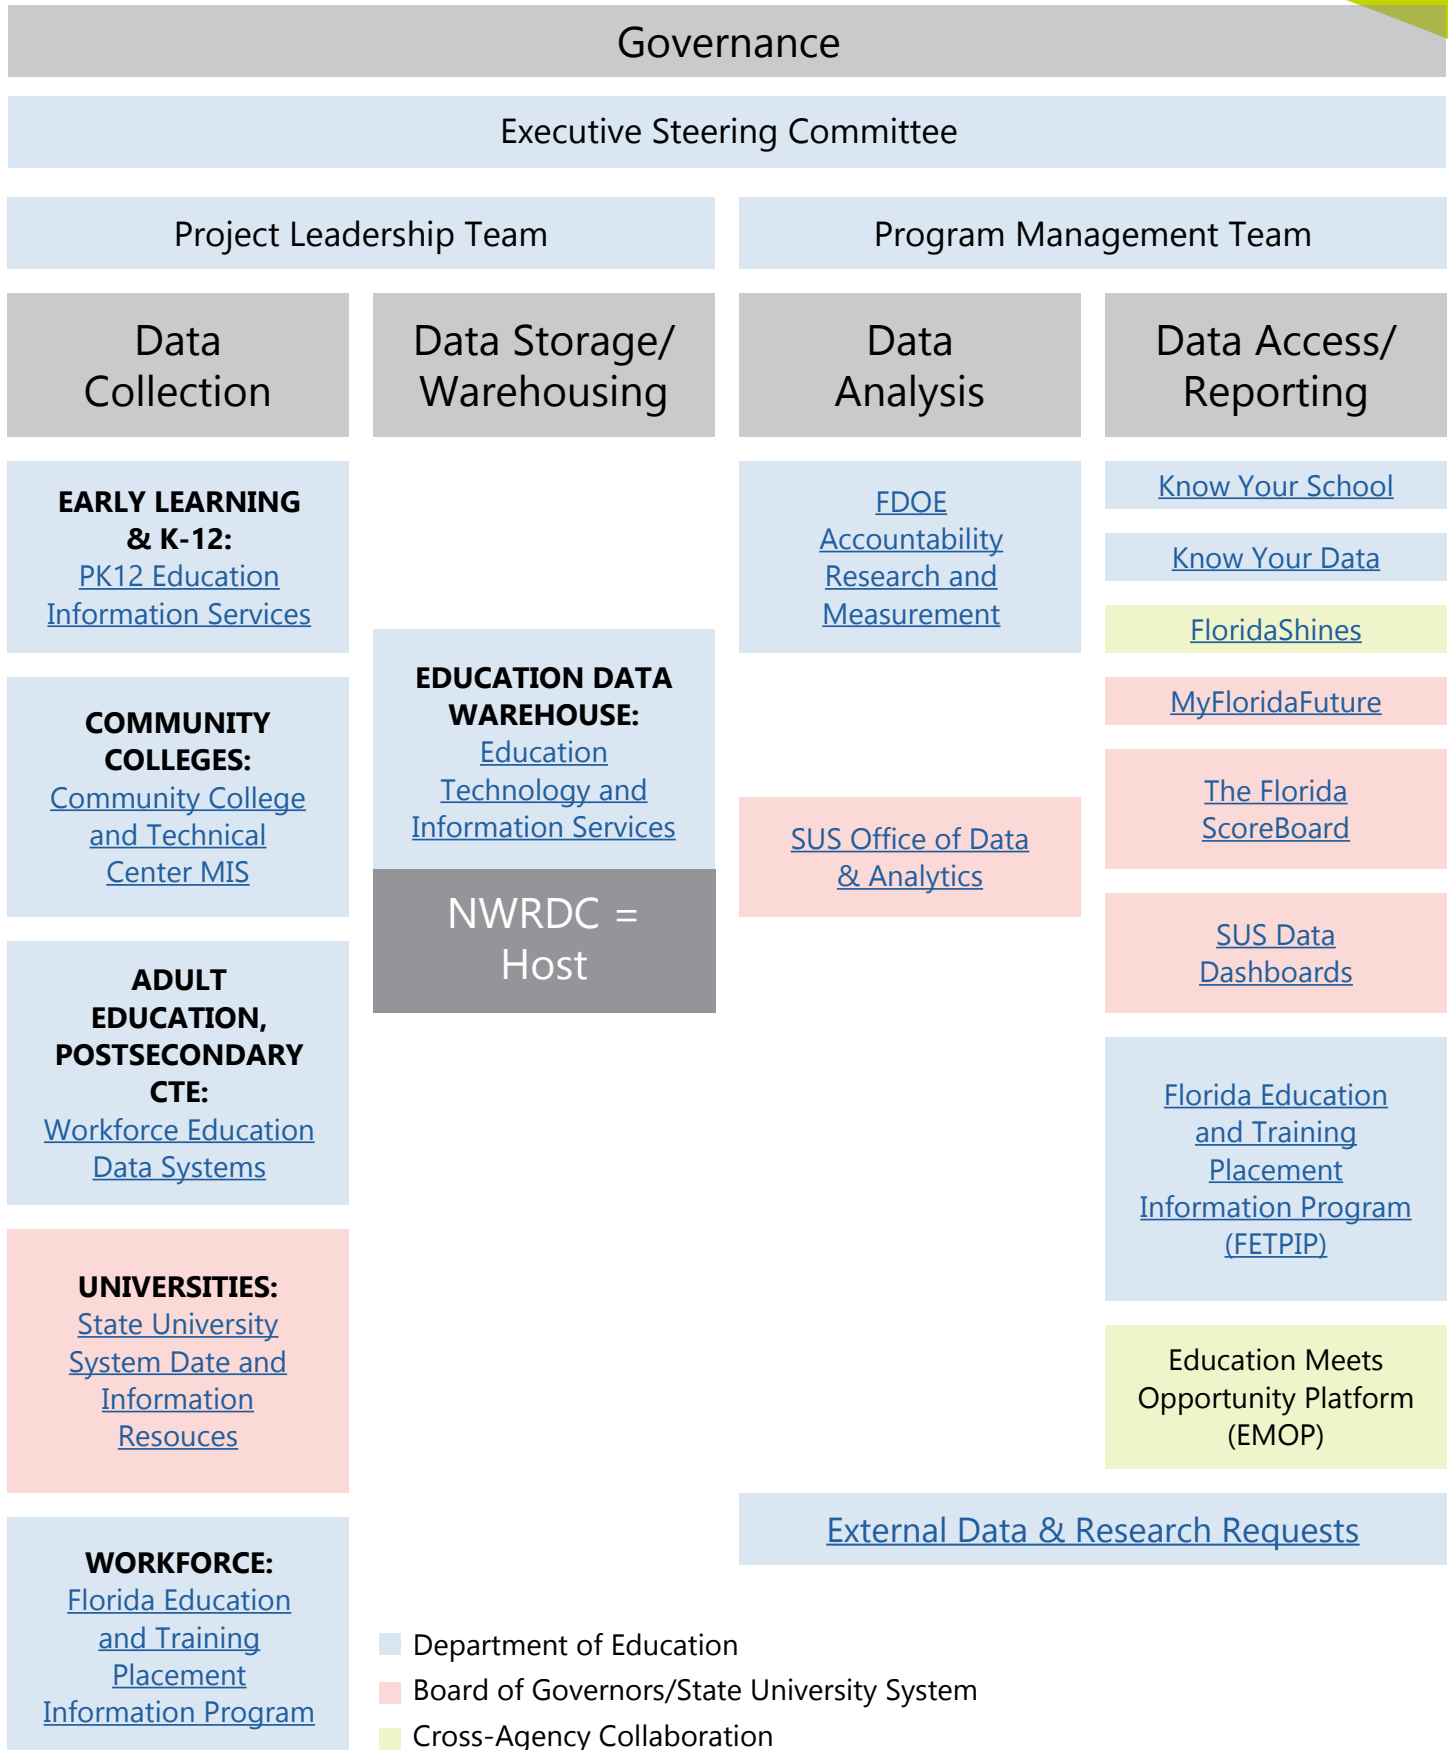 Governance
Executive Steering Committee
Project Leadership Team
Program Management Team
Data
Collection
Data Storage/
Warehousing
Data
Analysis
Data Access/
Reporting
EARLY LEARNING
& K-12:
PK12 Education
Information Services
COMMUNITY
COLLEGES:
Community College
and Technical
Center MIS
ADULT
EDUCATION,
POSTSECONDARY
CTE:
Workforce Education
Data Systems
UNIVERSITIES:
State University
System Date and
Information
Resouces
WORKFORCE:
Florida Education
and Training
Placement
Information Program
EDUCATION DATA
WAREHOUSE:
Education
Technology and
Information Services
NWRDC =
Host
FDOE
Accountability
Research and
Measurement
SUS Office of Data
& Analytics
Know Your School
Know Your Data
FloridaShines
MyFloridaFuture
The Florida
ScoreBoard
SUS Data
Dashboards
Florida Education
and Training
Placement
Information Program
(FETPIP)
Education Meets
Opportunity Platform
(EMOP)
External Data & Research Requests
Department of Education
Board of Governors/State University System
Cross-Agency Collaboration